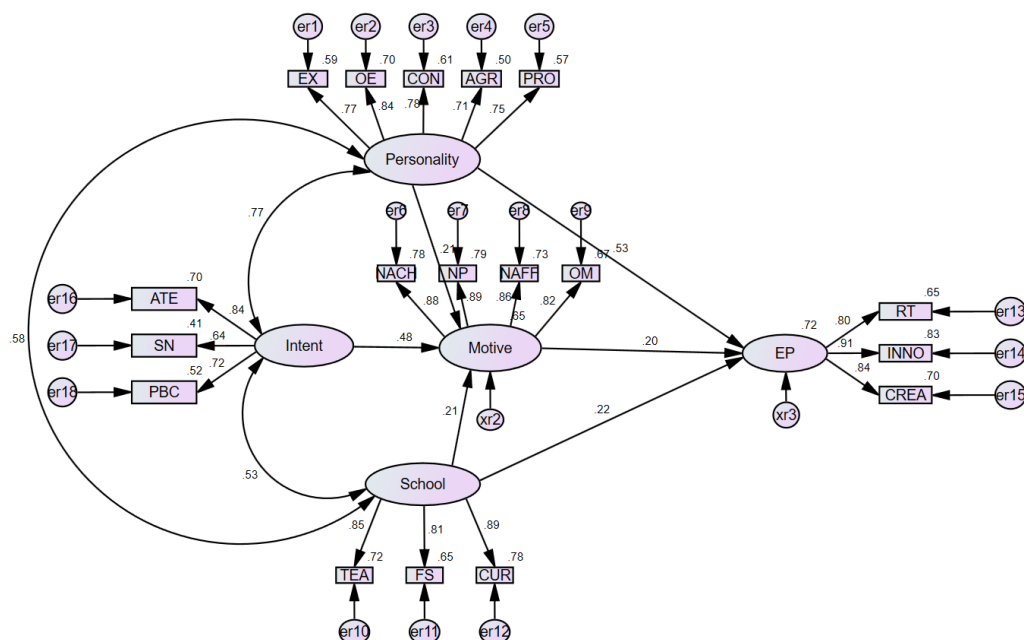 er1 er2 er3 er4 er5
.59 .70 .61 .50 .57
EX OE CON AGR PRO
.77 .84 .78 .71 .75
Personality
.77
er6 er7 er8 er9
.21 .53
.78 .79 .73 .67
NACH NP NAFF OM
.88 .89 .86 .82
.70 .65
er16 ATE .84
.65
RT er13
.41 .80
er17 SN .64 Intent .48 Motive .20 .72 EP .91 .83 INNO er14
.58
.52 .72
er18 PBC
.84 .70
CREA er15
xr2 xr3
.21 .22
.53
School
.85 .81 .89
.72 .65 .78
TEA FS CUR
er10 er11 er12